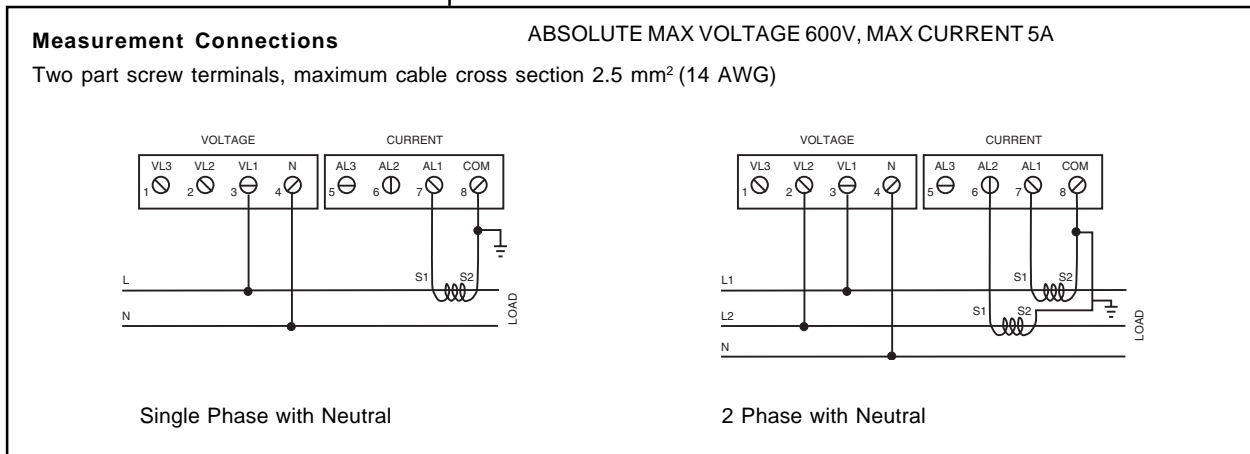 Measurement Connections
ABSOLUTE MAX VOLTAGE 600V, MAX CURRENT 5A
Two part screw terminals, maximum cable cross section 2.5 mm² (14 AWG)
VOLTAGE CURRENT
VL3 VL2 VL1 N AL3 AL2 AL1 COM
1 2 3 4 5 6 7 8
S1 S2
L
N
LOAD
Single Phase with Neutral
VOLTAGE CURRENT
VL3 VL2 VL1 N AL3 AL2 AL1 COM
1 2 3 4 5 6 7 8
S1 S2
L1
S1 S2
L2
N
LOAD
2 Phase with Neutral